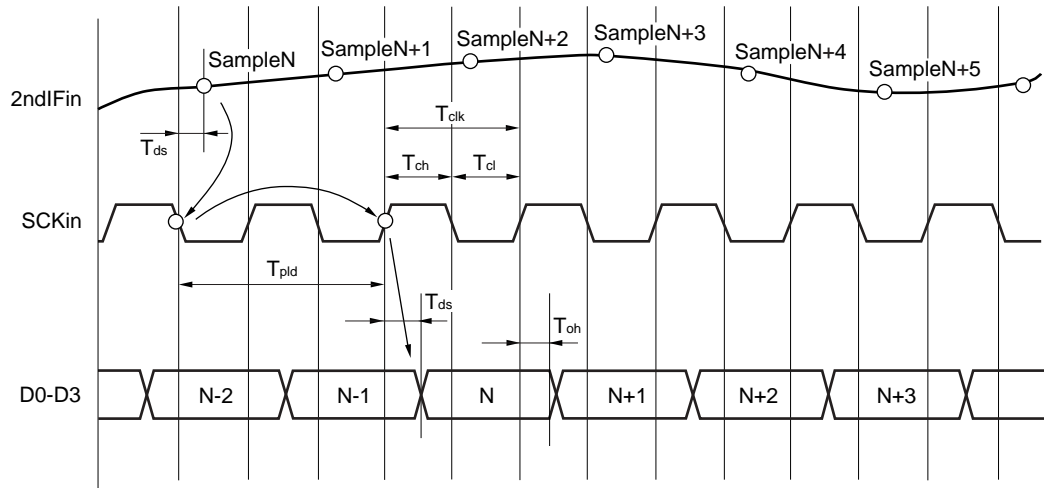 SampleN
SampleN+1
SampleN+2
SampleN+3
SampleN+4
SampleN+5
2ndIFin
Tds
Tclk
Tch
Tcl
SCKin
Tpld
Tds
Toh
D0-D3
N-2
N-1
N
N+1
N+2
N+3